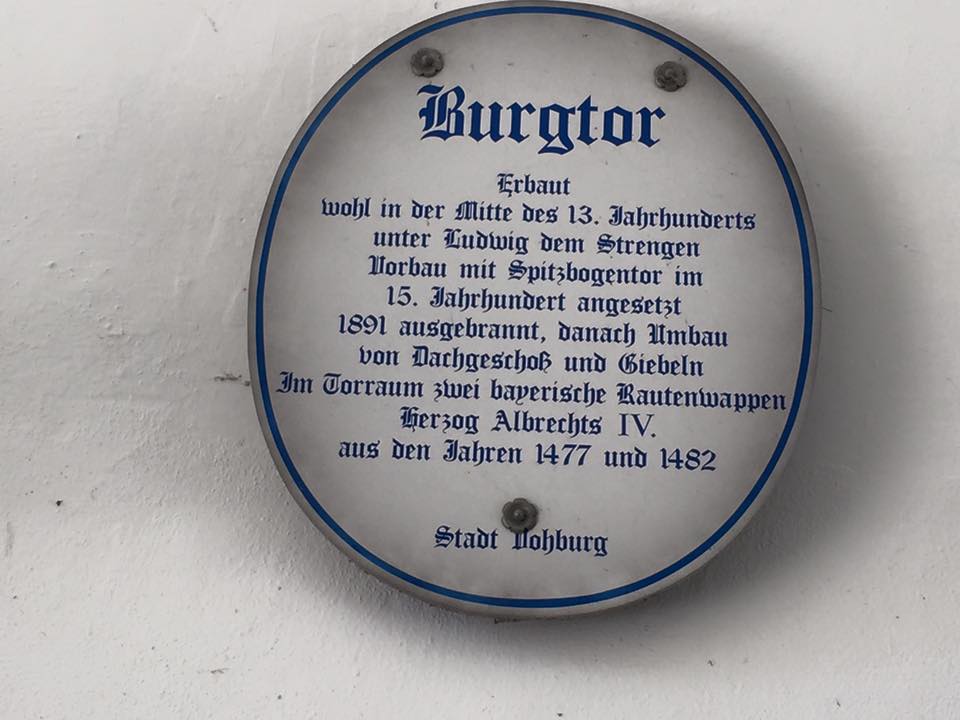 Burgtor
Erbaut
wohl in der Mitte des 13. Jahrhunderts
unter Ludwig dem Strengen
Vorbau mit Spitzbogentor im
15. Jahrhundert angesetzt
1891 ausgebrannt, danach Umbau
von Dachgeschoß und Giebeln
Im Torraum zwei bayerische Rautenwappen
Herzog Albrechts IV.
aus den Jahren 1477 und 1482
Stadt Vohburg